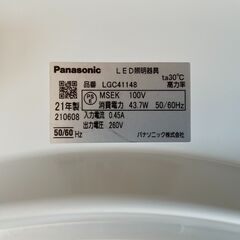 Panasonic LED照明器具 ta30℃
品番 LGC41148 高力率
PSE MSEK 100V
21年製 消費電力 43.7W 50/60Hz
210608 入力電流 0.45A
出力電圧 260V
50/60 Hz パナソニック株式会社